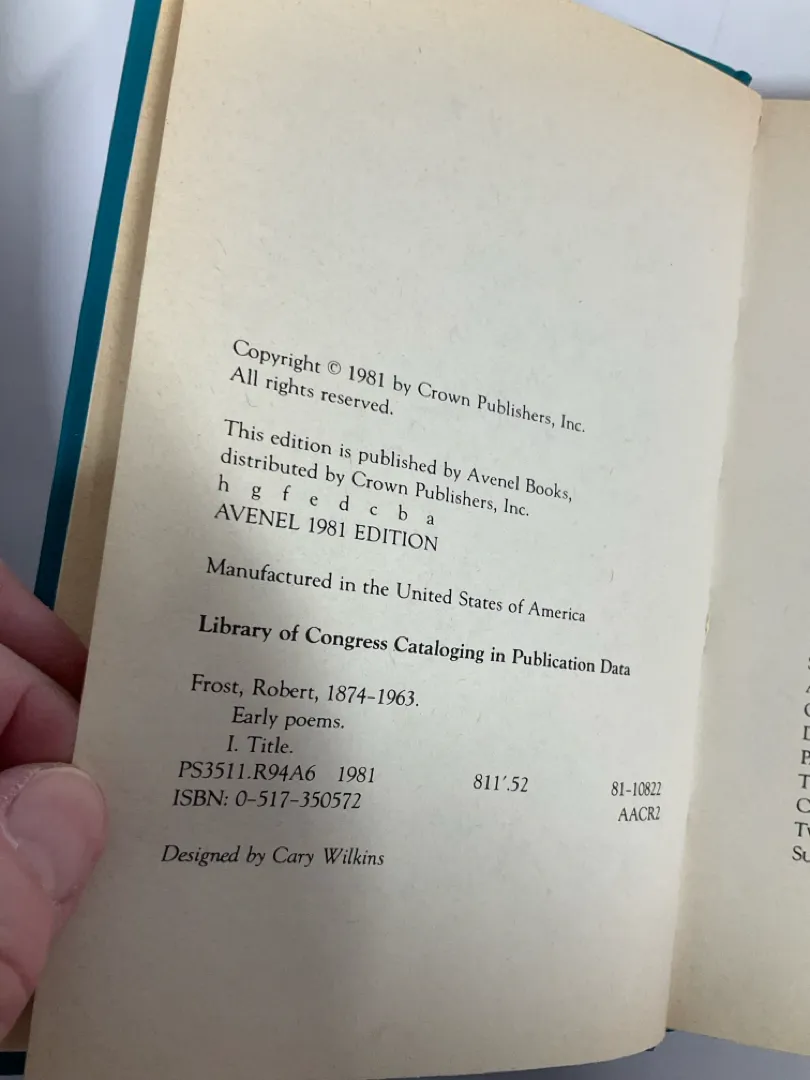 Copyright © 1981 by Crown Publishers, Inc.
All rights reserved.
This edition is published by Avenel Books,
distributed by Crown Publishers, Inc.
h g f e d c b a
AVENEL 1981 EDITION
Manufactured in the United States of America
Library of Congress Cataloging in Publication Data
Frost, Robert, 1874–1963.
Early poems.
I. Title.
PS3511.R94A6 1981 811'.52 81-10822
ISBN: 0-517-350572 AACR2
Designed by Cary Wilkins